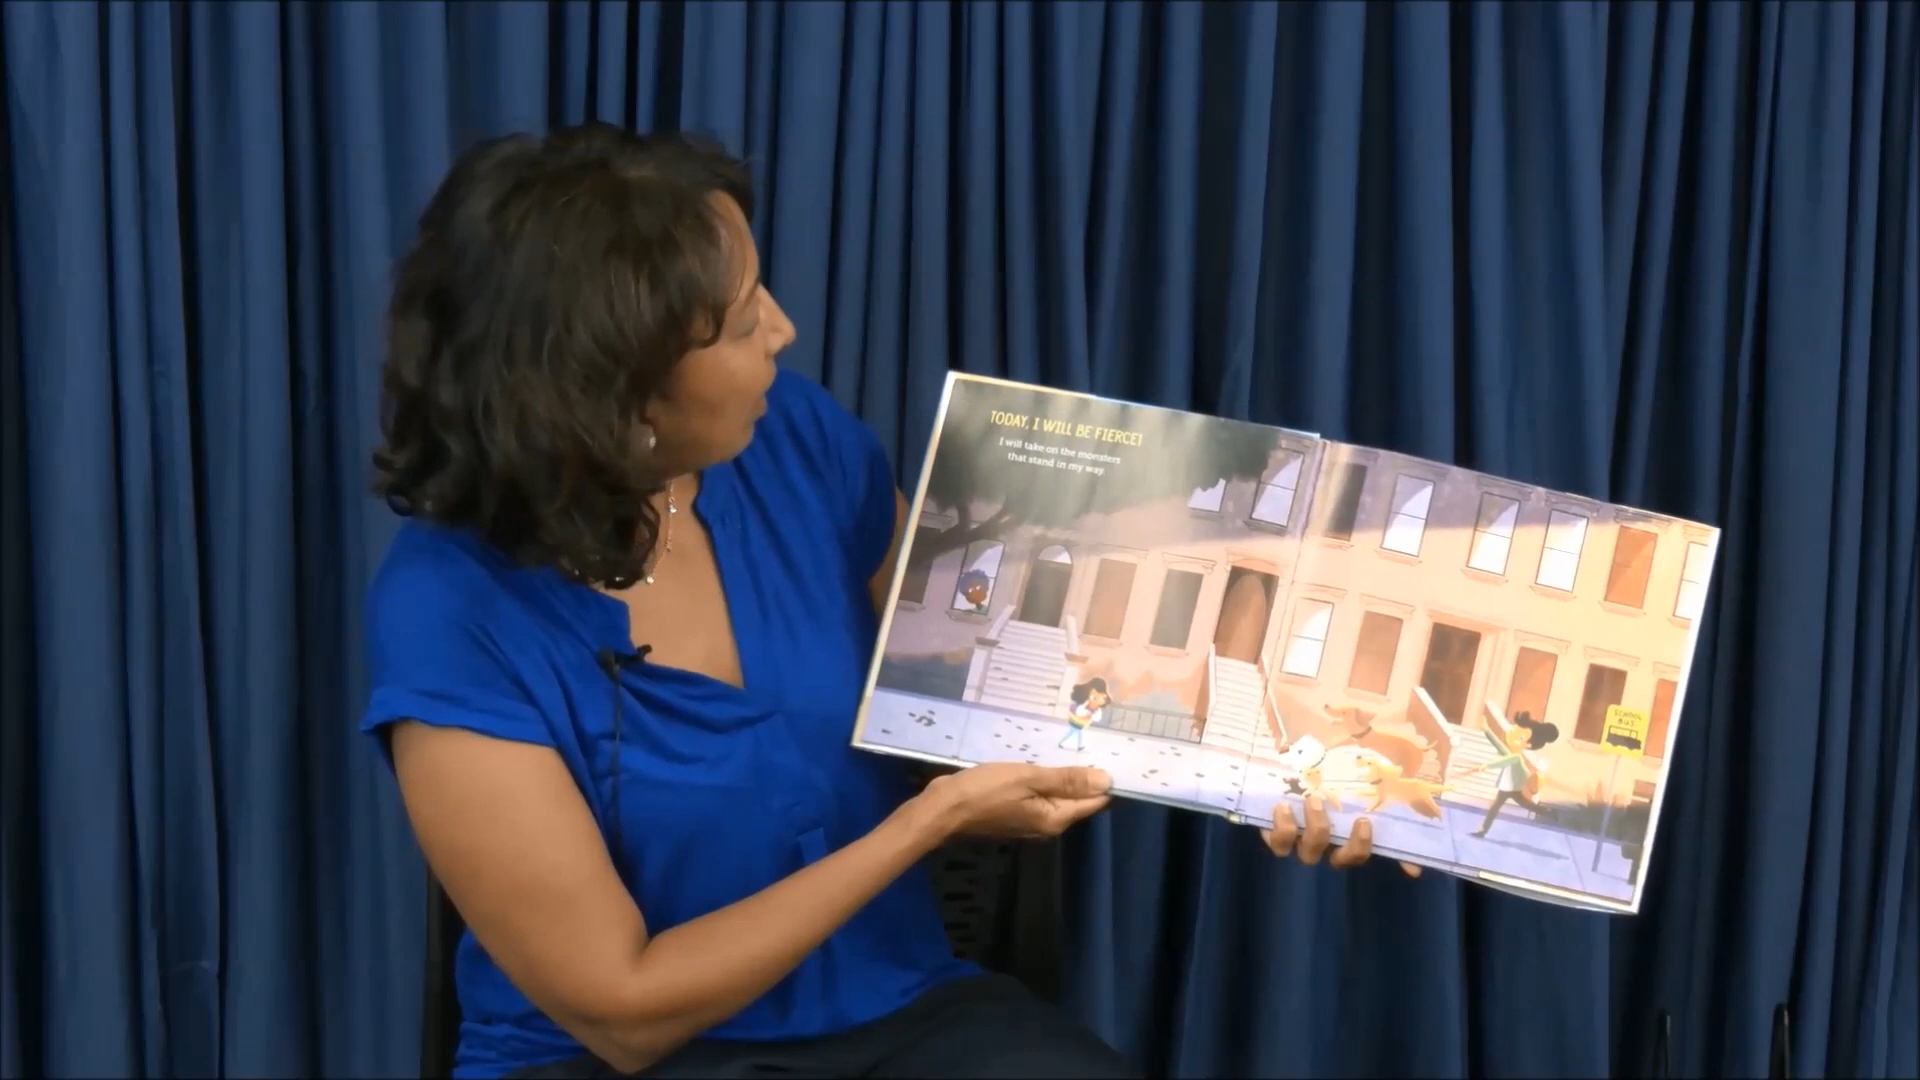 TODAY, I WILL BE FIERCE!
I will take on the monsters
that stand in my way
SCHOOL
BUS